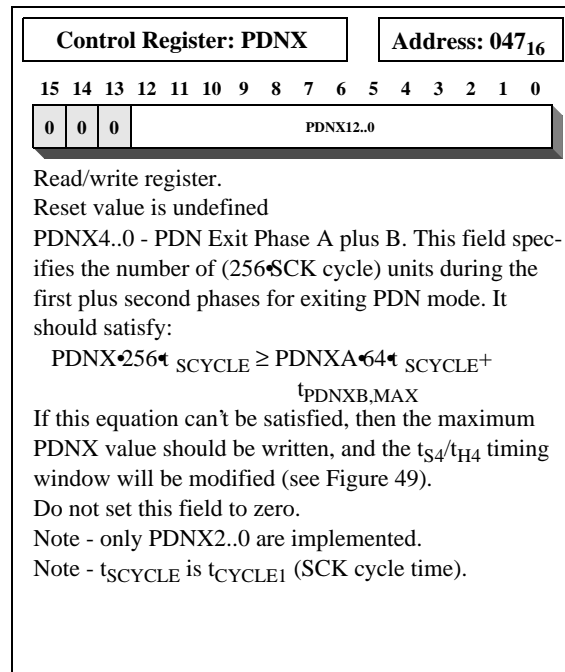 Control Register: PDNX
Address: 047₁₆
15 14 13 12 11 10 9 8 7 6 5 4 3 2 1 0
0 0 0 PDNX12..0
Read/write register.
Reset value is undefined
PDNX4..0 - PDN Exit Phase A plus B. This field spec-
ifies the number of (256•SCK cycle) units during the
first plus second phases for exiting PDN mode. It
should satisfy:
PDNX•256•t SCYCLE ≥ PDNXA•64•t SCYCLE+
tPDNXB,MAX
If this equation can't be satisfied, then the maximum
PDNX value should be written, and the tS4/tH4 timing
window will be modified (see Figure 49).
Do not set this field to zero.
Note - only PDNX2..0 are implemented.
Note - tSCYCLE is tCYCLE1 (SCK cycle time).